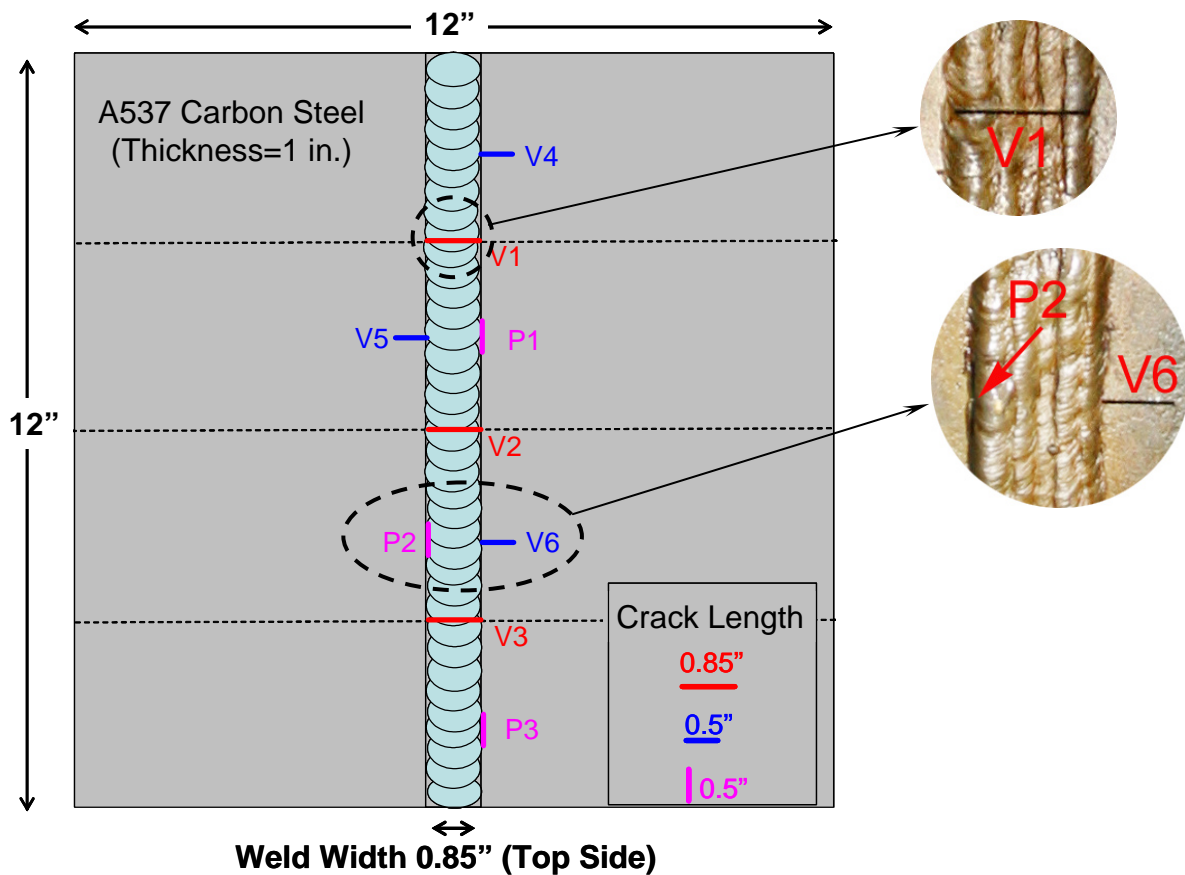 12”
A537 Carbon Steel
(Thickness=1 in.)
V4
V1
V1
V5
P1
P2
V6
12”
V2
P2
V6
Crack Length
V3
0.85”
0.5”
P3
0.5”
Weld Width 0.85” (Top Side)